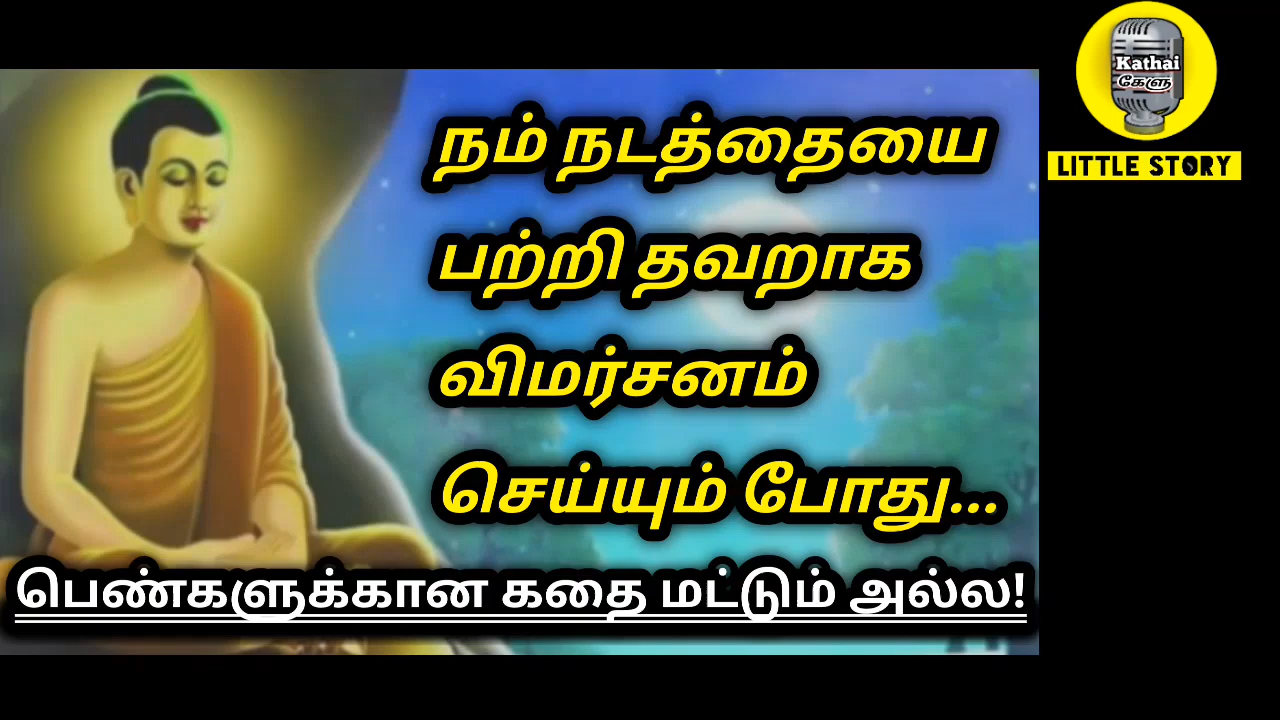 நம் நடத்தையை
பற்றி தவறாக
விமர்சனம்
செய்யும் போது...
பெண்களுக்கான கதை மட்டும் அல்ல!
Kathai
கேளு
LITTLE STORY